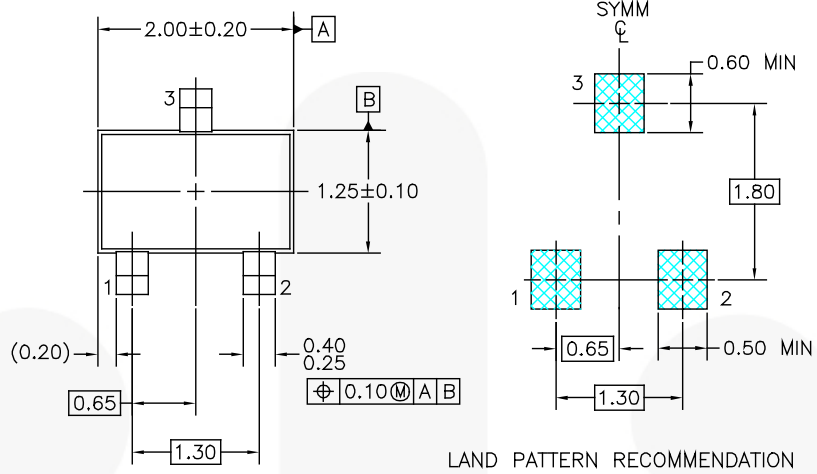 2.00±0.20
A
3
B
1.25±0.10
1
2
(0.20)
0.40
0.25
⌖ 0.10Ⓜ A B
0.65
1.30
SYMM
℄
3
0.60 MIN
1.80
1
2
0.65
0.50 MIN
1.30
LAND PATTERN RECOMMENDATION